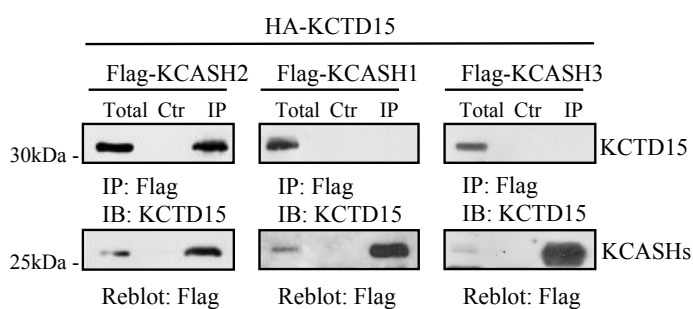 HA-KCTD15
Flag-KCASH2 Flag-KCASH1 Flag-KCASH3
Total Ctr IP Total Ctr IP Total Ctr IP
30kDa - KCTD15
IP: Flag IP: Flag IP: Flag
IB: KCTD15 IB: KCTD15 IB: KCTD15
25kDa - KCASHs
Reblot: Flag Reblot: Flag Reblot: Flag